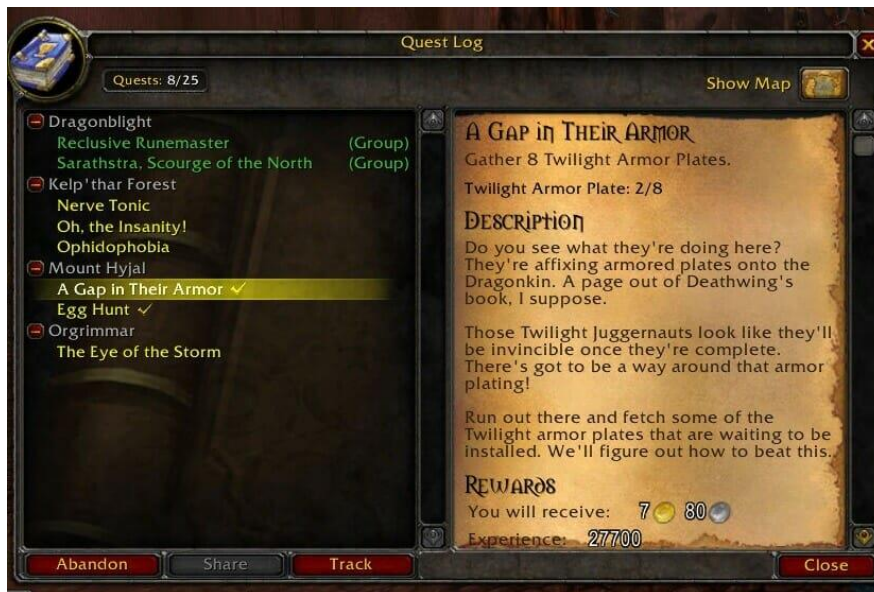 Quest Log
Quests: 8/25
Show Map
Dragonblight
Reclusive Runemaster (Group)
Sarathstra, Scourge of the North (Group)
Kelp'thar Forest
Nerve Tonic
Oh, the Insanity!
Ophidophobia
Mount Hyjal
A Gap in Their Armor
Egg Hunt
Orgrimmar
The Eye of the Storm
A Gap in Their Armor
Gather 8 Twilight Armor Plates.
Twilight Armor Plate: 2/8
Description
Do you see what they're doing here?
They're affixing armored plates onto the
Dragonkin. A page out of Deathwing's
book, I suppose.
Those Twilight Juggernauts look like they'll
be invincible once they're complete.
There's got to be a way around that armor
plating!
Run out there and fetch some of the
Twilight armor plates that are waiting to be
installed. We'll figure out how to beat this.
Rewards
You will receive: 7 80
Experience: 27700
Abandon
Share
Track
Close